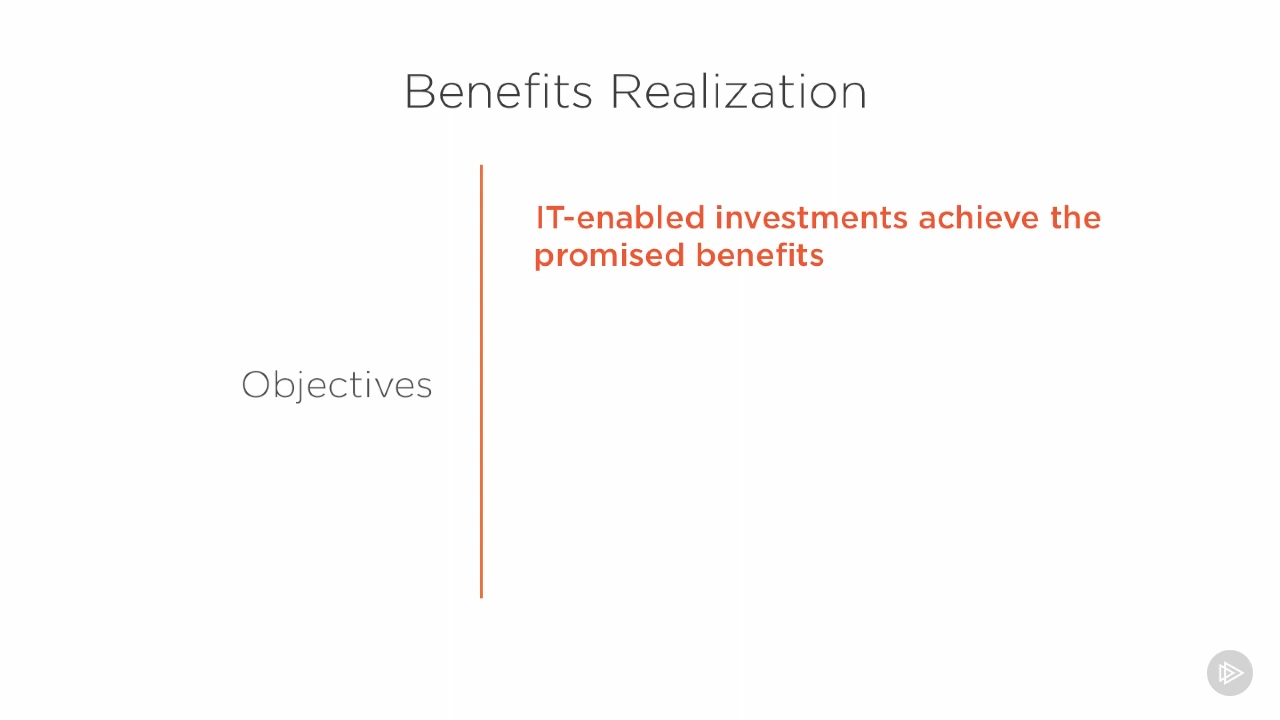 Benefits Realization
IT-enabled investments achieve the
promised benefits
Objectives